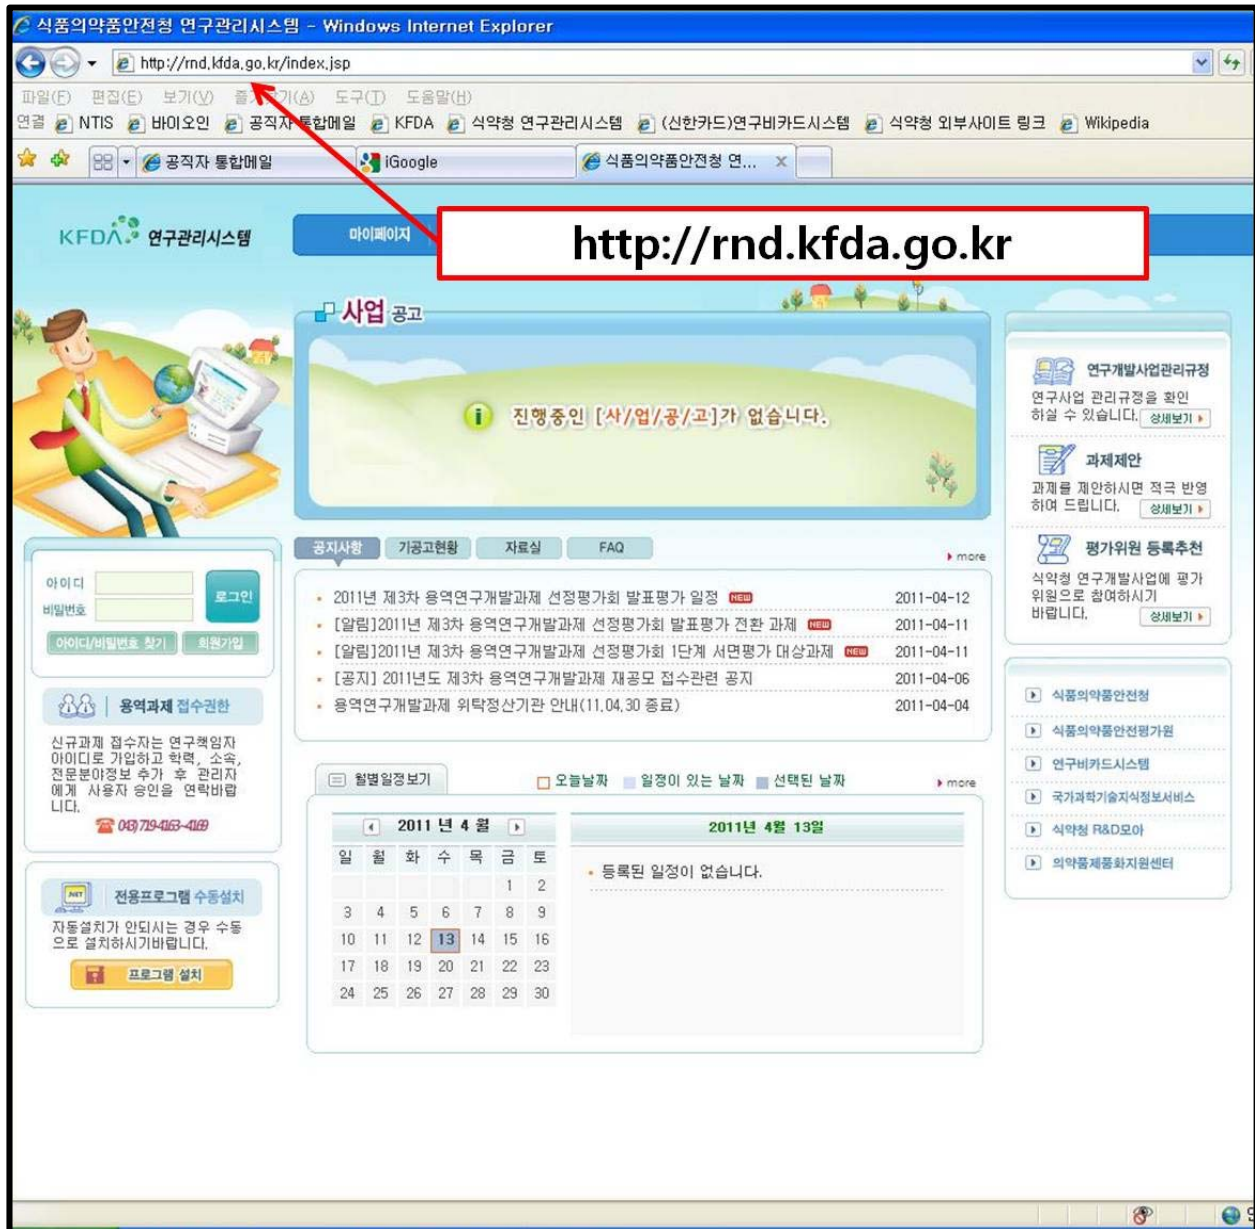 식품의약품안전청 연구관리시스템 - Windows Internet Explorer
http://rnd.kfda.go.kr/index.jsp
파일(F) 편집(E) 보기(V) 도구(T) 도움말(H)
연결 NTIS 바이오인 공직자 통합메일 KFDA 식약청 연구관리시스템 (신한카드)연구비카드시스템 식약청 외부사이트 링크 Wikipedia
공직자 통합메일 iGoogle 식품의약품안전청 연... x
KFDA 연구관리시스템
마이페이지
http://rnd.kfda.go.kr
사업 공고
진행중인 [사/업/공/고]가 없습니다.
연구개발사업관리규정
연구사업 관리규정을 확인
하실 수 있습니다. 상세보기
과제제안
과제를 제안하시면 적극 반영
하여 드립니다. 상세보기
평가위원 등록추천
식약청 연구개발사업에 평가
위원으로 참여하시기
바랍니다. 상세보기
아이디
비밀번호
로그인
아이디/비밀번호 찾기 회원가입
공지사항 기공고현황 자료실 FAQ more
2011년 제3차 용역연구개발과제 선정평가회 발표평가 일정 NEW 2011-04-12
[알림]2011년 제3차 용역연구개발과제 선정평가회 발표평가 전환 과제 NEW 2011-04-11
[알림]2011년 제3차 용역연구개발과제 선정평가회 1단계 서면평가 대상과제 NEW 2011-04-11
[공지] 2011년도 제3차 용역연구개발과제 재공모 접수관련 공지 2011-04-06
용역연구개발과제 위탁정산기관 안내(11.04.30 종료) 2011-04-04
용역과제 접수권한
신규과제 접수자는 연구책임자
아이디로 가입하고 학력, 소속,
전문분야정보 추가 후 관리자
에게 사용자 승인을 연락바랍
니다.
043) 719-4163~4169
전용프로그램 수동설치
자동설치가 안되시는 경우 수동
으로 설치하시기바랍니다.
프로그램 설치
월별일정보기 오늘날짜 일정이 있는 날짜 선택된 날짜 more
2011 년 4 월
일 월 화 수 목 금 토
1 2
3 4 5 6 7 8 9
10 11 12 13 14 15 16
17 18 19 20 21 22 23
24 25 26 27 28 29 30
2011년 4월 13일
등록된 일정이 없습니다.
식품의약품안전청
식품의약품안전평가원
연구비카드시스템
국가과학기술지식정보서비스
식약청 R&D모아
의약품제품화지원센터